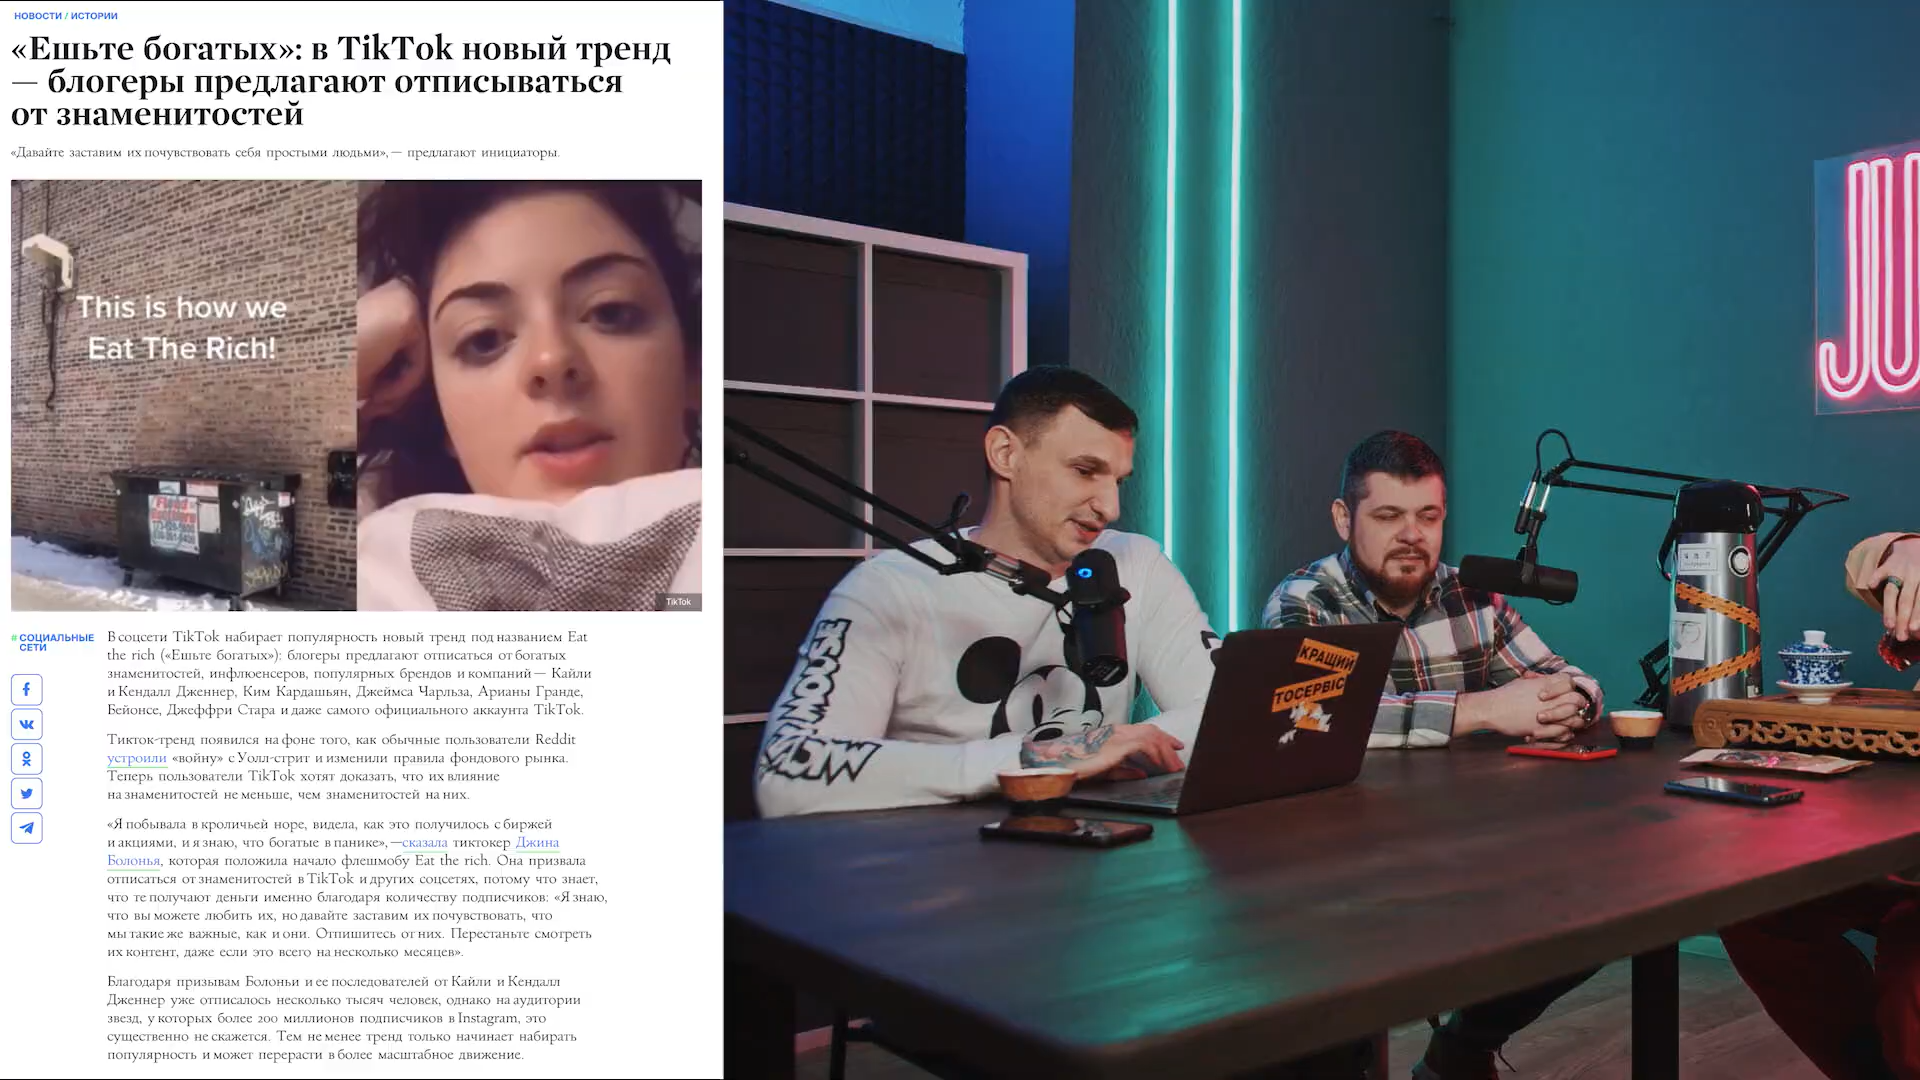 НОВОСТИ / ИСТОРИИ
«Ешьте богатых»: в TikTok новый тренд
— блогеры предлагают отписываться
от знаменитостей
«Давайте заставим их почувствовать себя простыми людьми», — предлагают инициаторы.
This is how we
Eat The Rich!
TikTok
# СОЦИАЛЬНЫЕ
СЕТИ
В соцсети TikTok набирает популярность новый тренд под названием Eat
the rich («Ешьте богатых»): блогеры предлагают отписаться от богатых
знаменитостей, инфлюенсеров, популярных брендов и компаний — Кайли
и Кендалл Дженнер, Ким Кардашьян, Джеймса Чарльза, Арианы Гранде,
Бейонсе, Джеффри Стара и даже самого официального аккаунта TikTok.
Тикток-тренд появился на фоне того, как обычные пользователи Reddit
устроили «войну» с Уолл-стрит и изменили правила фондового рынка.
Теперь пользователи TikTok хотят доказать, что их влияние
на знаменитостей не меньше, чем знаменитостей на них.
«Я побывала в кроличьей норе, видела, как это получилось с биржей
и акциями, и я знаю, что богатые в панике», —сказала тиктокер Джина
Болонья, которая положила начало флешмобу Eat the rich. Она призвала
отписаться от знаменитостей в TikTok и других соцсетях, потому что знает,
что те получают деньги именно благодаря количеству подписчиков: «Я знаю,
что вы можете любить их, но давайте заставим их почувствовать, что
мы такие же важные, как и они. Отпишитесь от них. Перестаньте смотреть
их контент, даже если это всего на несколько месяцев».
Благодаря призывам Болоньи и ее последователей от Кайли и Кендалл
Дженнер уже отписалось несколько тысяч человек, однако на аудитории
звезд, у которых более 200 миллионов подписчиков в Instagram, это
существенно не скажется. Тем не менее тренд только начинает набирать
популярность и может перерасти в более масштабное движение.
КРАЩИЙ
ТОСЕРВІС
JU